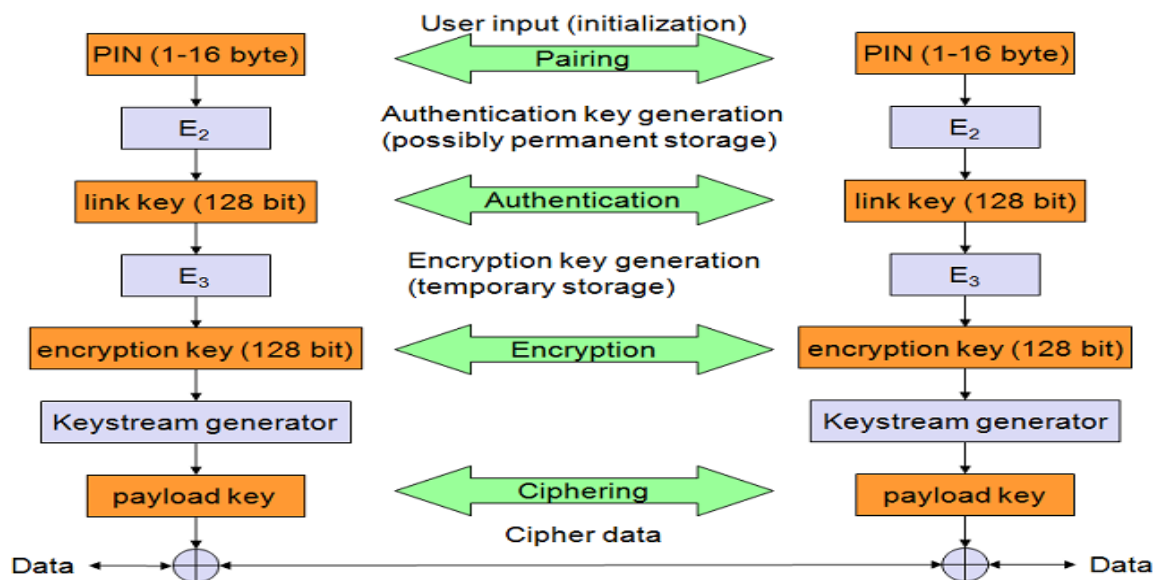 User input (initialization)
PIN (1-16 byte)
Pairing
PIN (1-16 byte)
E2
Authentication key generation
(possibly permanent storage)
E2
link key (128 bit)
Authentication
link key (128 bit)
E3
Encryption key generation
(temporary storage)
E3
encryption key (128 bit)
Encryption
encryption key (128 bit)
Keystream generator
Keystream generator
payload key
Ciphering
payload key
Cipher data
Data
Data